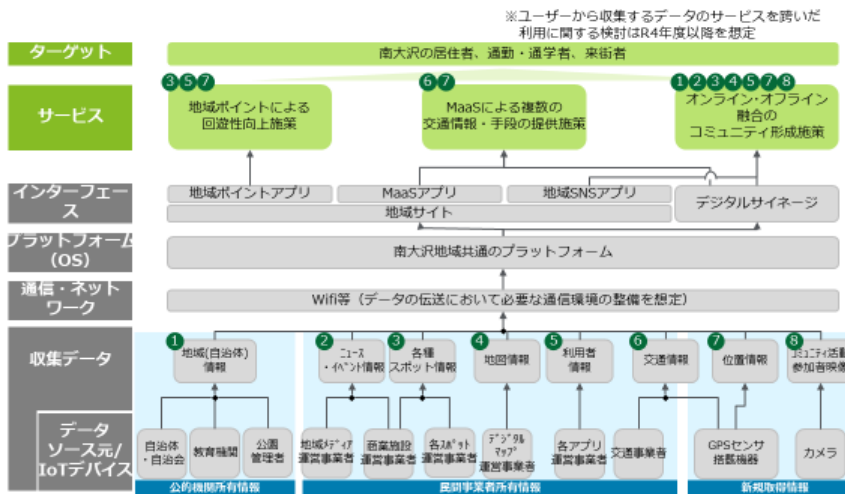 ※ユーザーから収集するデータのサービスを跨いだ
利用に関する検討はR4年度以降を想定
ターゲット
南大沢の居住者、通勤・通学者、来街者
サービス
3 5 7
地域ポイントによる
回遊性向上施策
6 7
MaaSによる複数の
交通情報・手段の提供施策
1 2 3 4 5 7 8
オンライン・オフライン
融合の
コミュニティ形成施策
インターフェー
ス
地域ポイントアプリ
MaaSアプリ
地域SNSアプリ
地域サイト
デジタルサイネージ
プラットフォーム
(OS)
南大沢地域共通のプラットフォーム
通信・ネット
ワーク
Wifi等（データの伝送において必要な通信環境の整備を想定）
収集データ
1
地域(自治体)
情報
2
ニュース
・イベント情報
3
各種
スポット情報
4
地図情報
5
利用者
情報
6
交通情報
7
位置情報
8
コミュニティ活動
参加者映像
データ
ソース元/
IoTデバイス
自治体
・自治会
教育機関
公園
管理者
地域メディア
運営事業者
商業施設
運営事業者
各スポット
運営事業者
デジタル
マップ
運営事業者
各アプリ
運営事業者
交通事業者
GPSセンサ
搭載機器
カメラ
公的機関所有情報
民間事業者所有情報
新規取得情報